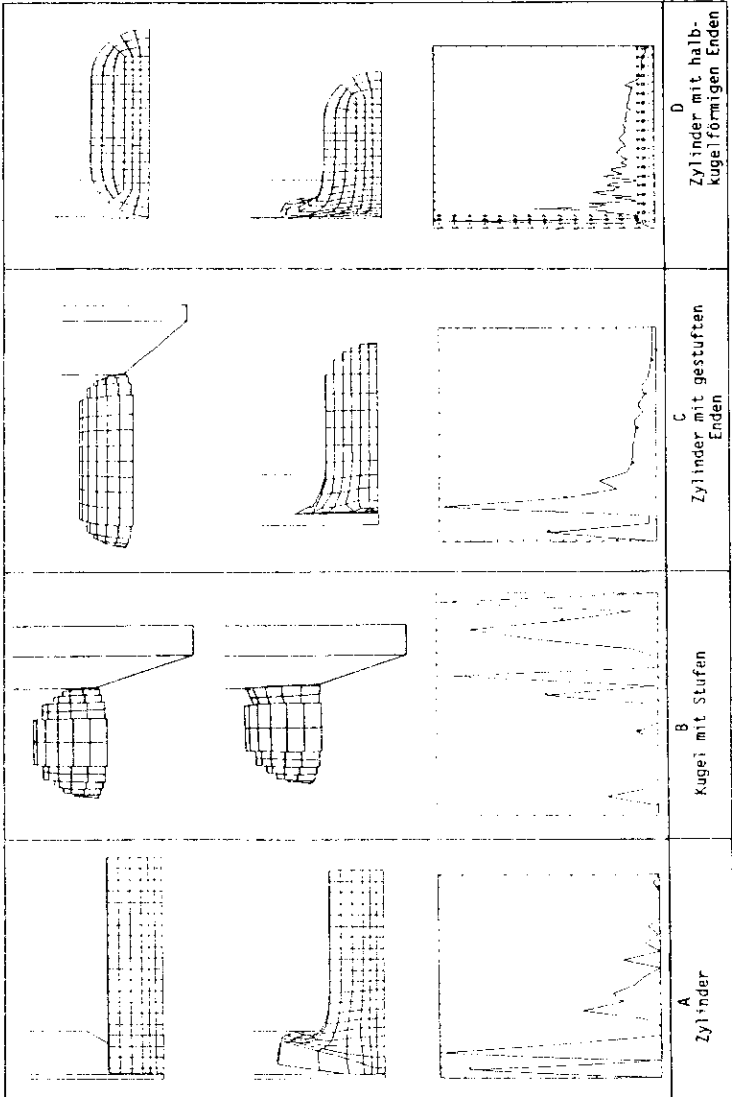 A
Zylinder
B
Kugel mit Stufen
C
Zylinder mit gestuften
Enden
D
Zylinder mit halb-
kugelförmigen Enden